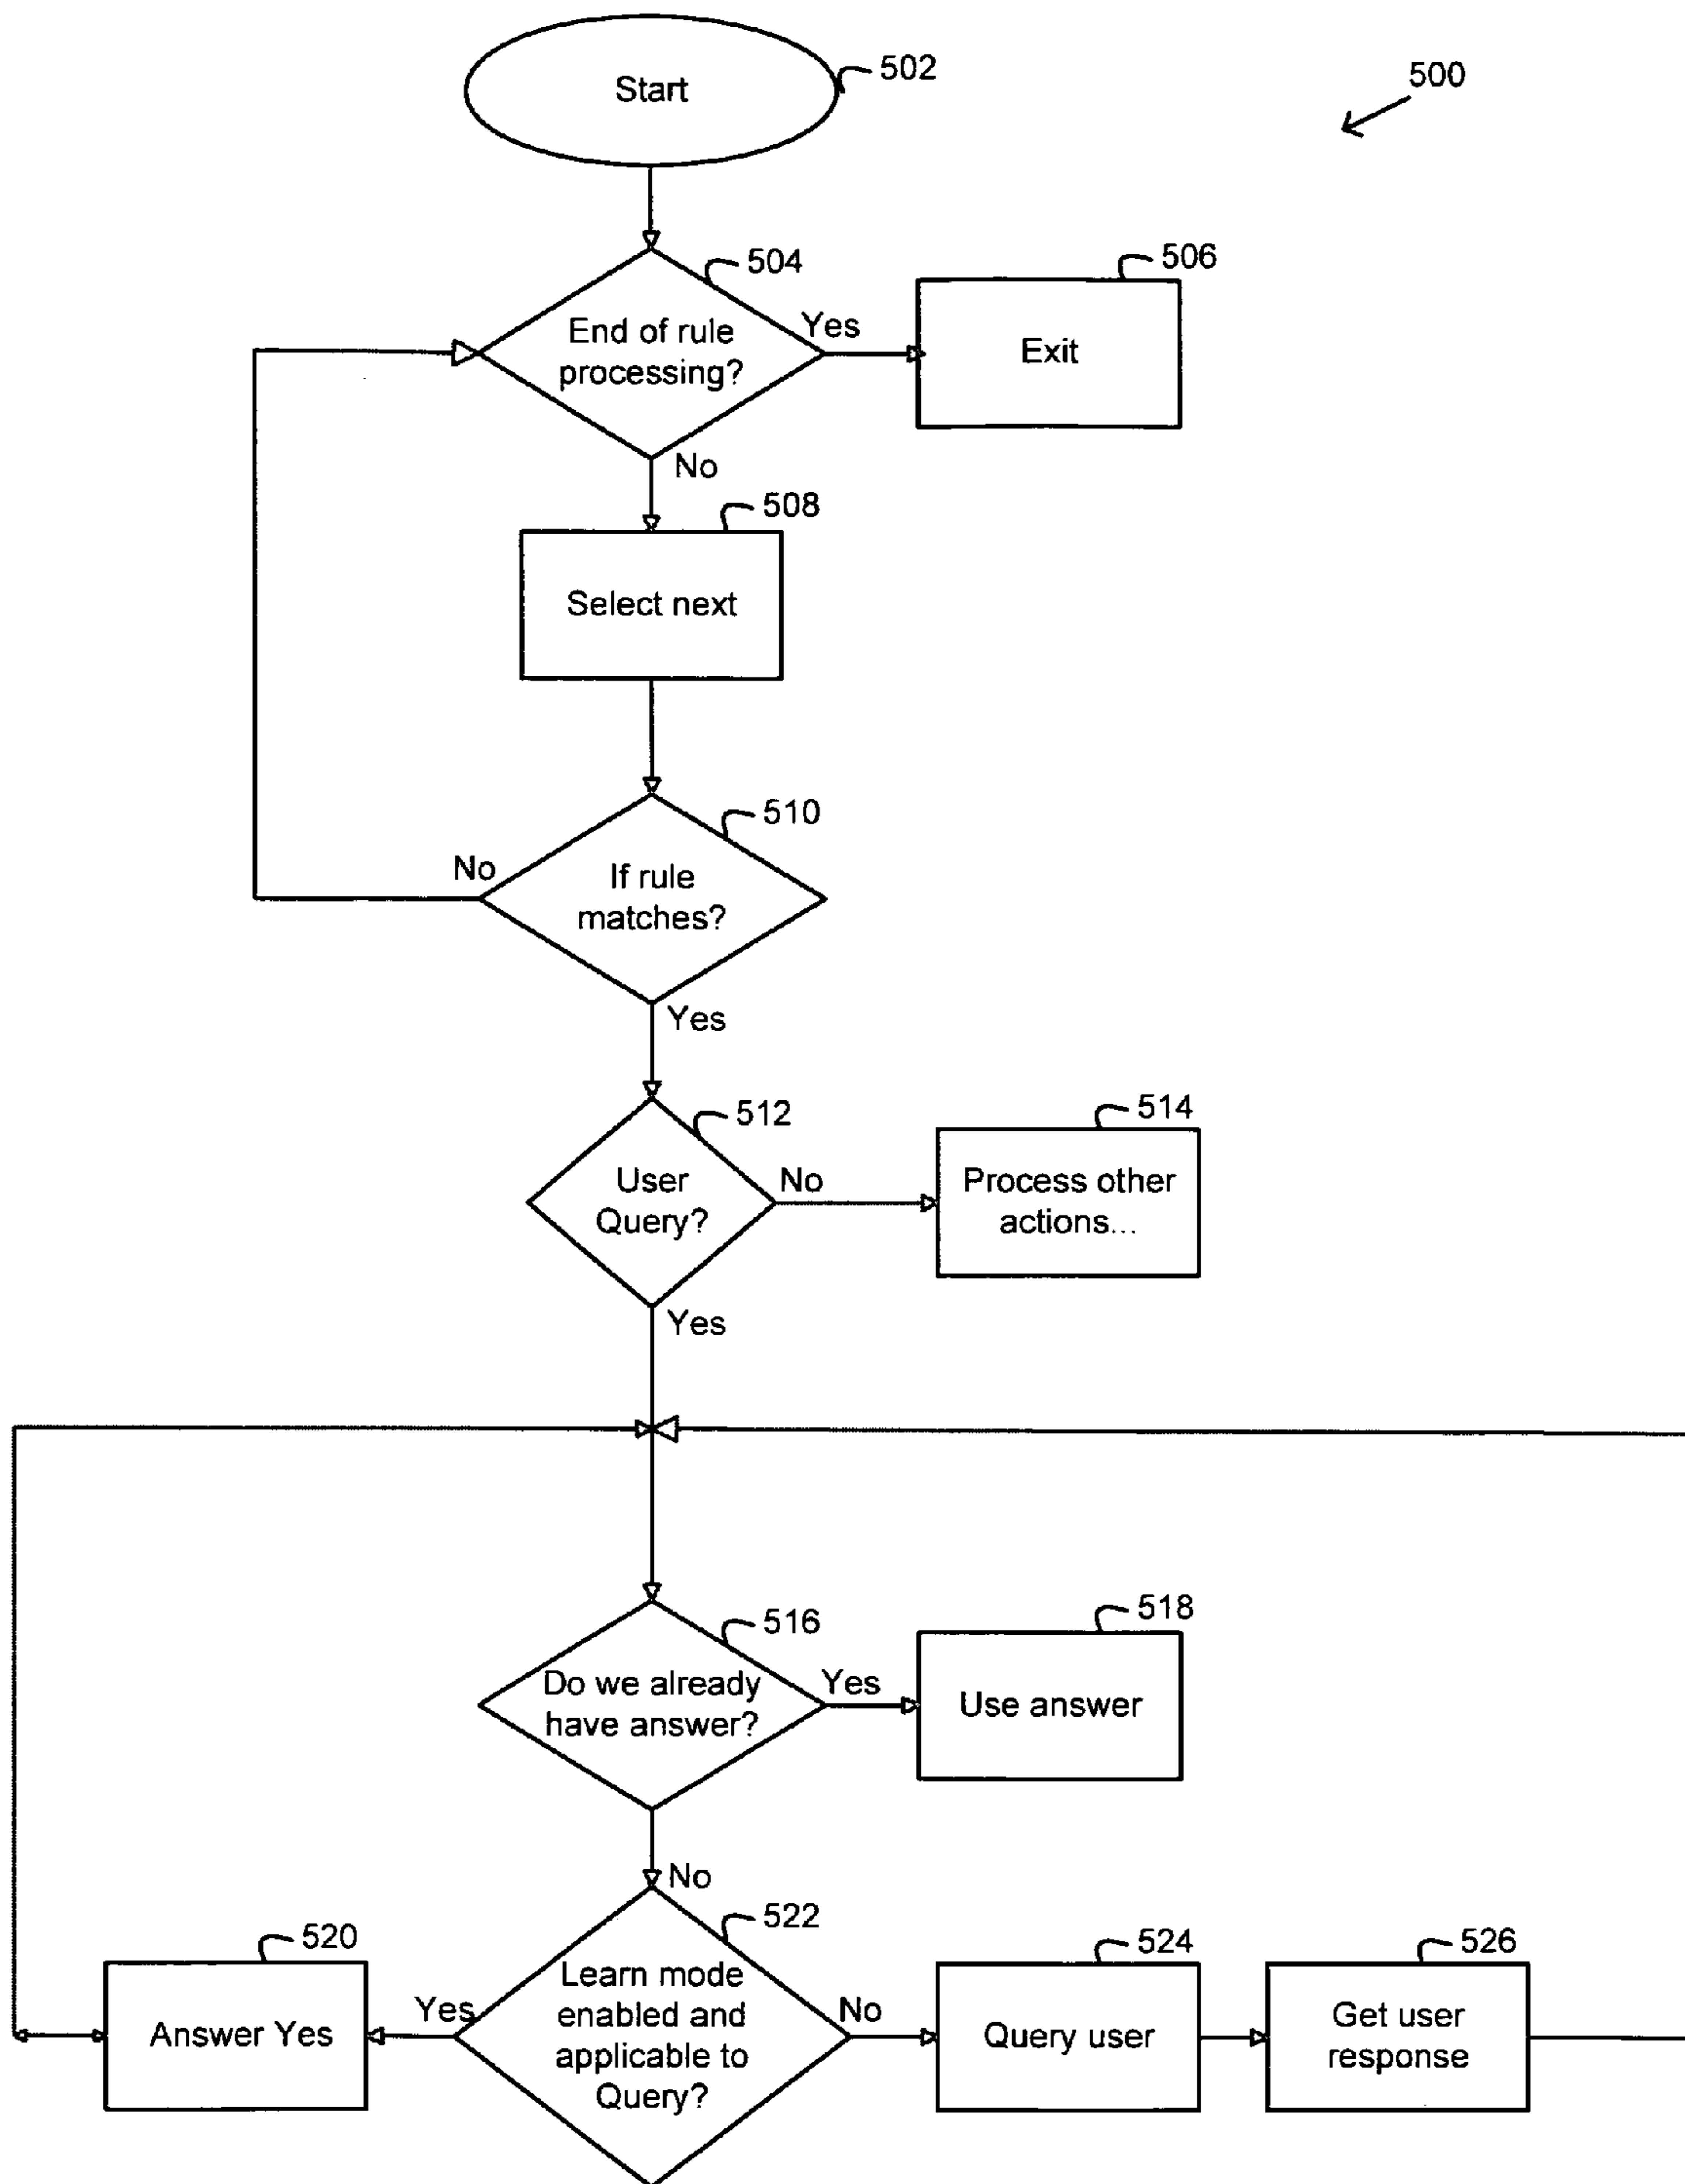 Start
502
500
504
506
End of rule
processing?
Yes
Exit
No
508
Select next
510
No
If rule
matches?
Yes
512
514
User
Query?
No
Process other
actions...
Yes
516
518
Do we already
have answer?
Yes
Use answer
No
520
522
524
526
Answer Yes
Yes
Learn mode
enabled and
applicable to
Query?
No
Query user
Get user
response